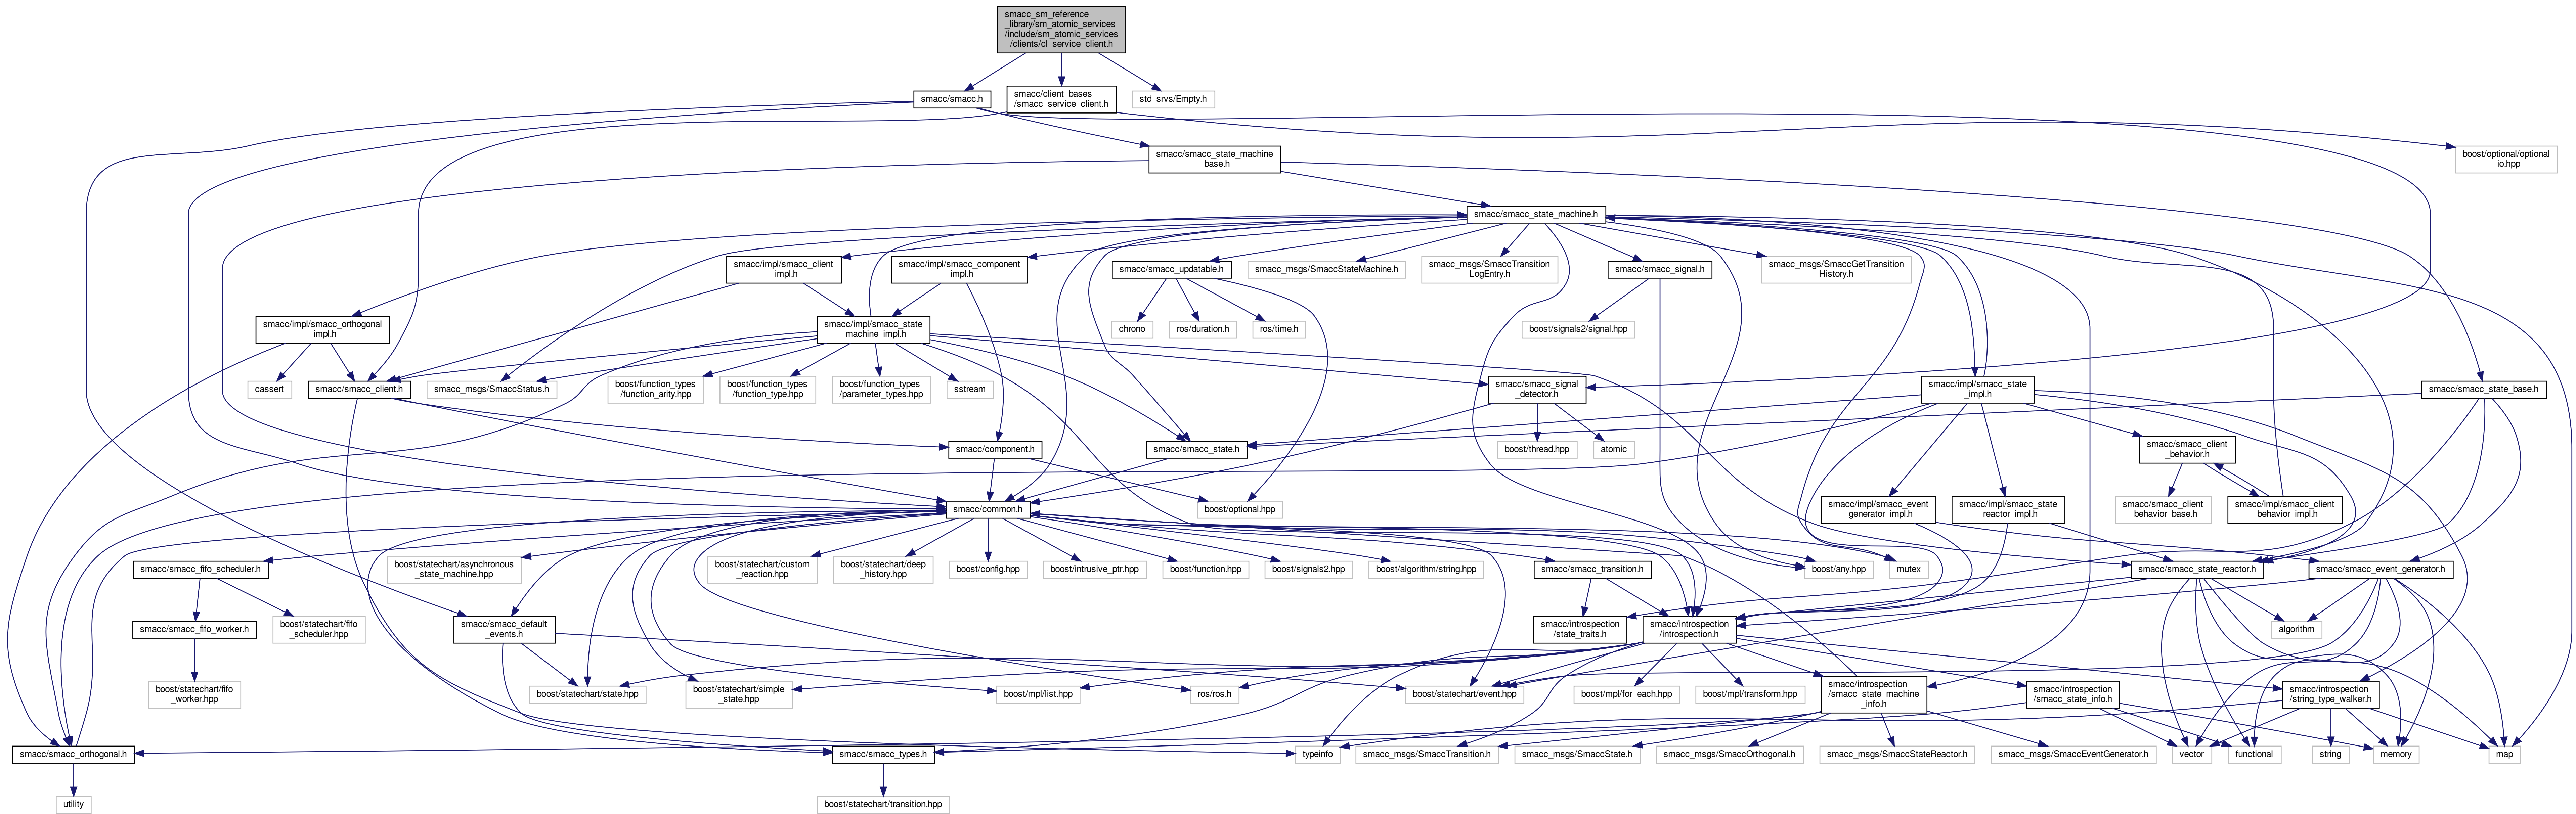 smacc_sm_reference
_library/sm_atomic_services
/include/sm_atomic_services
/clients/cl_service_client.h
smacc/smacc.h
smacc/client_bases
/smacc_service_client.h
std_srvs/Empty.h
smacc/smacc_state_machine
_base.h
boost/optional/optional
_io.hpp
smacc/smacc_state_machine.h
smacc/impl/smacc_client
_impl.h
smacc/impl/smacc_component
_impl.h
smacc/smacc_updatable.h
smacc_msgs/SmaccStateMachine.h
smacc_msgs/SmaccTransition
LogEntry.h
smacc/smacc_signal.h
smacc_msgs/SmaccGetTransition
History.h
smacc/impl/smacc_orthogonal
_impl.h
smacc/impl/smacc_state
_machine_impl.h
chrono
ros/duration.h
ros/time.h
boost/signals2/signal.hpp
cassert
smacc/smacc_client.h
smacc_msgs/SmaccStatus.h
boost/function_types
/function_arity.hpp
boost/function_types
/function_type.hpp
boost/function_types
/parameter_types.hpp
sstream
smacc/smacc_signal
_detector.h
smacc/impl/smacc_state
_impl.h
smacc/smacc_state_base.h
smacc/component.h
smacc/smacc_state.h
boost/thread.hpp
atomic
smacc/smacc_client
_behavior.h
smacc/common.h
boost/optional.hpp
smacc/impl/smacc_event
_generator_impl.h
smacc/impl/smacc_state
_reactor_impl.h
smacc/smacc_client
_behavior_base.h
smacc/impl/smacc_client
_behavior_impl.h
smacc/smacc_fifo_scheduler.h
boost/statechart/asynchronous
_state_machine.hpp
boost/statechart/custom
_reaction.hpp
boost/statechart/deep
_history.hpp
boost/config.hpp
boost/intrusive_ptr.hpp
boost/function.hpp
boost/signals2.hpp
boost/algorithm/string.hpp
smacc/smacc_transition.h
boost/any.hpp
mutex
smacc/smacc_state_reactor.h
smacc/smacc_event_generator.h
smacc/smacc_fifo_worker.h
boost/statechart/fifo
_scheduler.hpp
smacc/smacc_default
_events.h
smacc/introspection
/state_traits.h
smacc/introspection
/introspection.h
algorithm
boost/statechart/fifo
_worker.hpp
boost/statechart/state.hpp
boost/statechart/simple
_state.hpp
boost/mpl/list.hpp
ros/ros.h
boost/statechart/event.hpp
boost/mpl/for_each.hpp
boost/mpl/transform.hpp
smacc/introspection
/smacc_state_machine
_info.h
smacc/introspection
/smacc_state_info.h
smacc/introspection
/string_type_walker.h
smacc/smacc_orthogonal.h
smacc/smacc_types.h
typeinfo
smacc_msgs/SmaccTransition.h
smacc_msgs/SmaccState.h
smacc_msgs/SmaccOrthogonal.h
smacc_msgs/SmaccStateReactor.h
smacc_msgs/SmaccEventGenerator.h
vector
functional
string
memory
map
utility
boost/statechart/transition.hpp